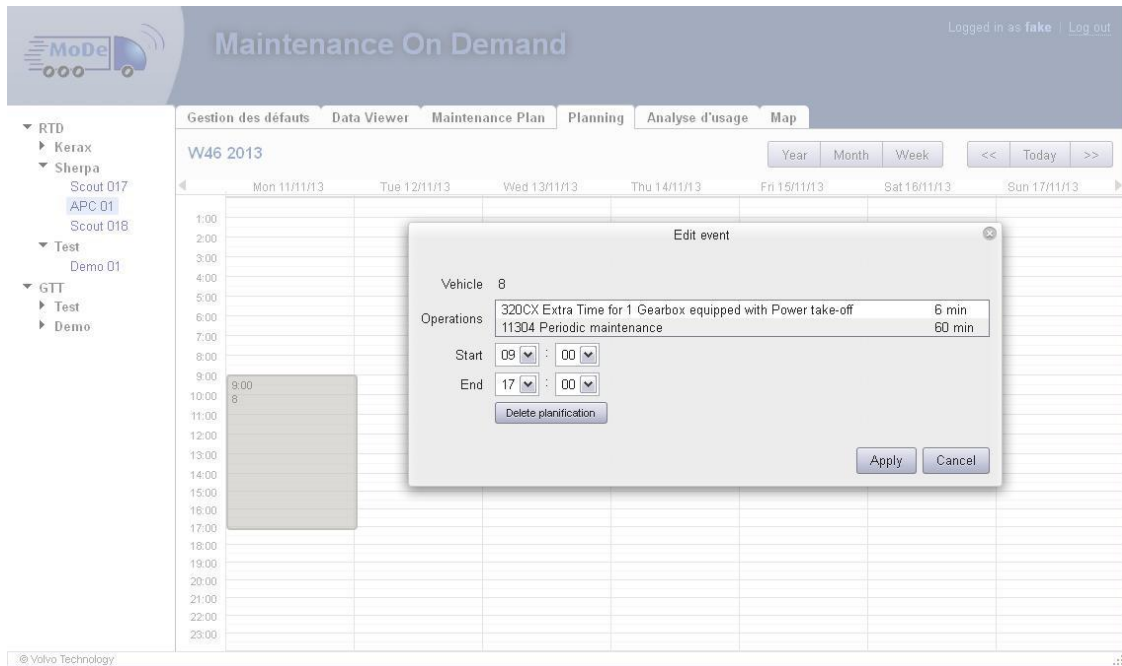 MoDe
Maintenance On Demand
Logged in as fake | Log out
RTD
Kerax
Sherpa
Scout 017
APC 01
Scout 018
Test
Demo 01
GTT
Test
Demo
Gestion des défauts Data Viewer Maintenance Plan Planning Analyse d'usage Map
W46 2013
Year Month Week << Today >>
Mon 11/11/13 Tue 12/11/13 Wed 13/11/13 Thu 14/11/13 Fri 15/11/13 Sat 16/11/13 Sun 17/11/13
1:00
2:00
3:00
4:00
5:00
6:00
7:00
8:00
9:00
10:00
11:00
12:00
13:00
14:00
15:00
16:00
17:00
18:00
19:00
20:00
21:00
22:00
23:00
9:00
8
Edit event
Vehicle 8
Operations
320CX Extra Time for 1 Gearbox equipped with Power take-off 6 min
11304 Periodic maintenance 60 min
Start 09 : 00
End 17 : 00
Delete planification
Apply Cancel
@ Volvo Technology